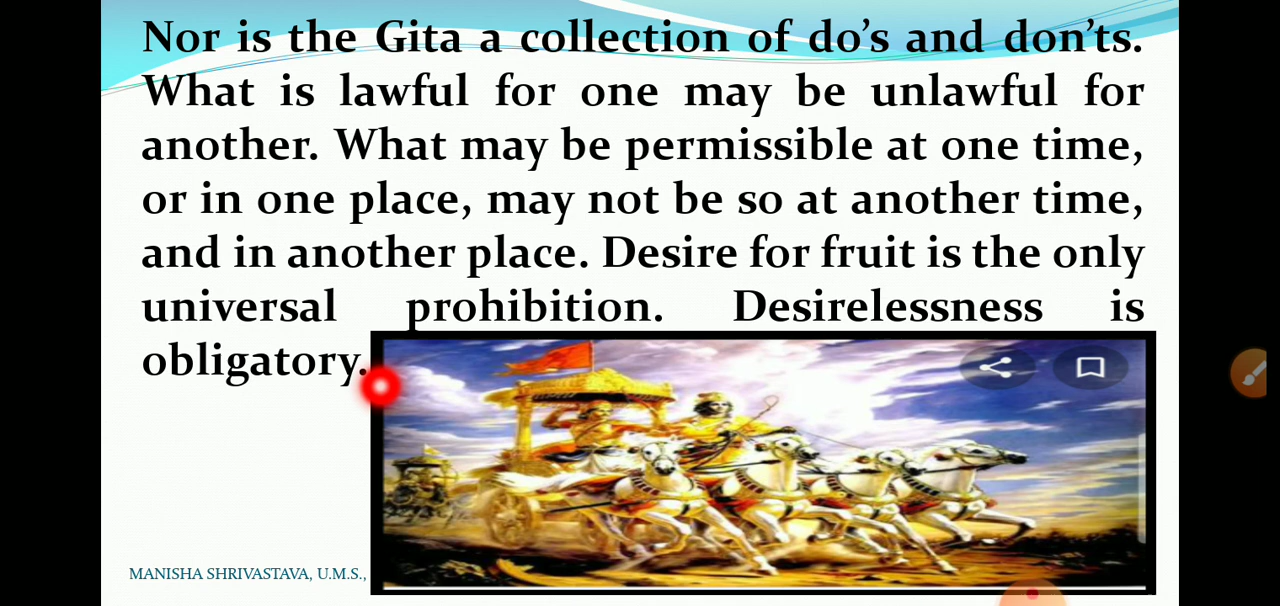 Nor is the Gita a collection of do’s and don’ts.
What is lawful for one may be unlawful for
another. What may be permissible at one time,
or in one place, may not be so at another time,
and in another place. Desire for fruit is the only
universal prohibition. Desirelessness is
obligatory.
MANISHA SHRIVASTAVA, U.M.S.,